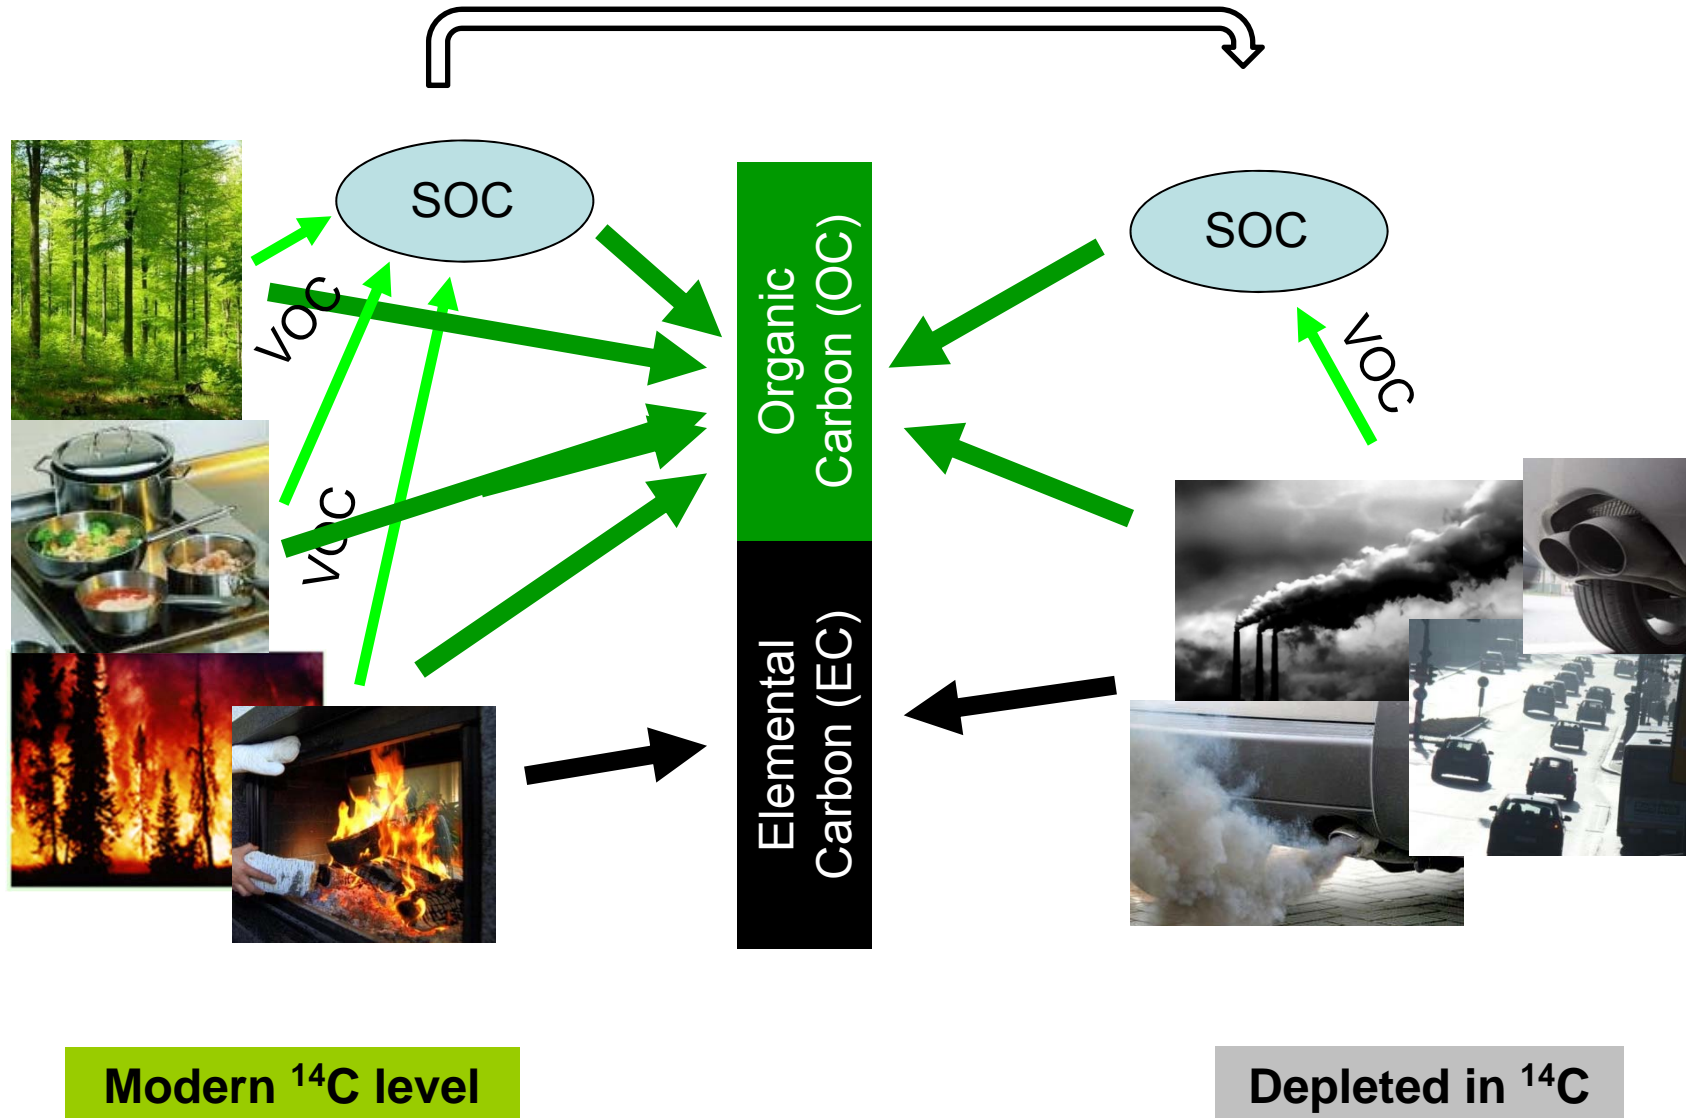 SOC
SOC
VOC
VOC
VOC
Organic
Carbon (OC)
Elemental
Carbon (EC)
Modern ¹⁴C level
Depleted in ¹⁴C